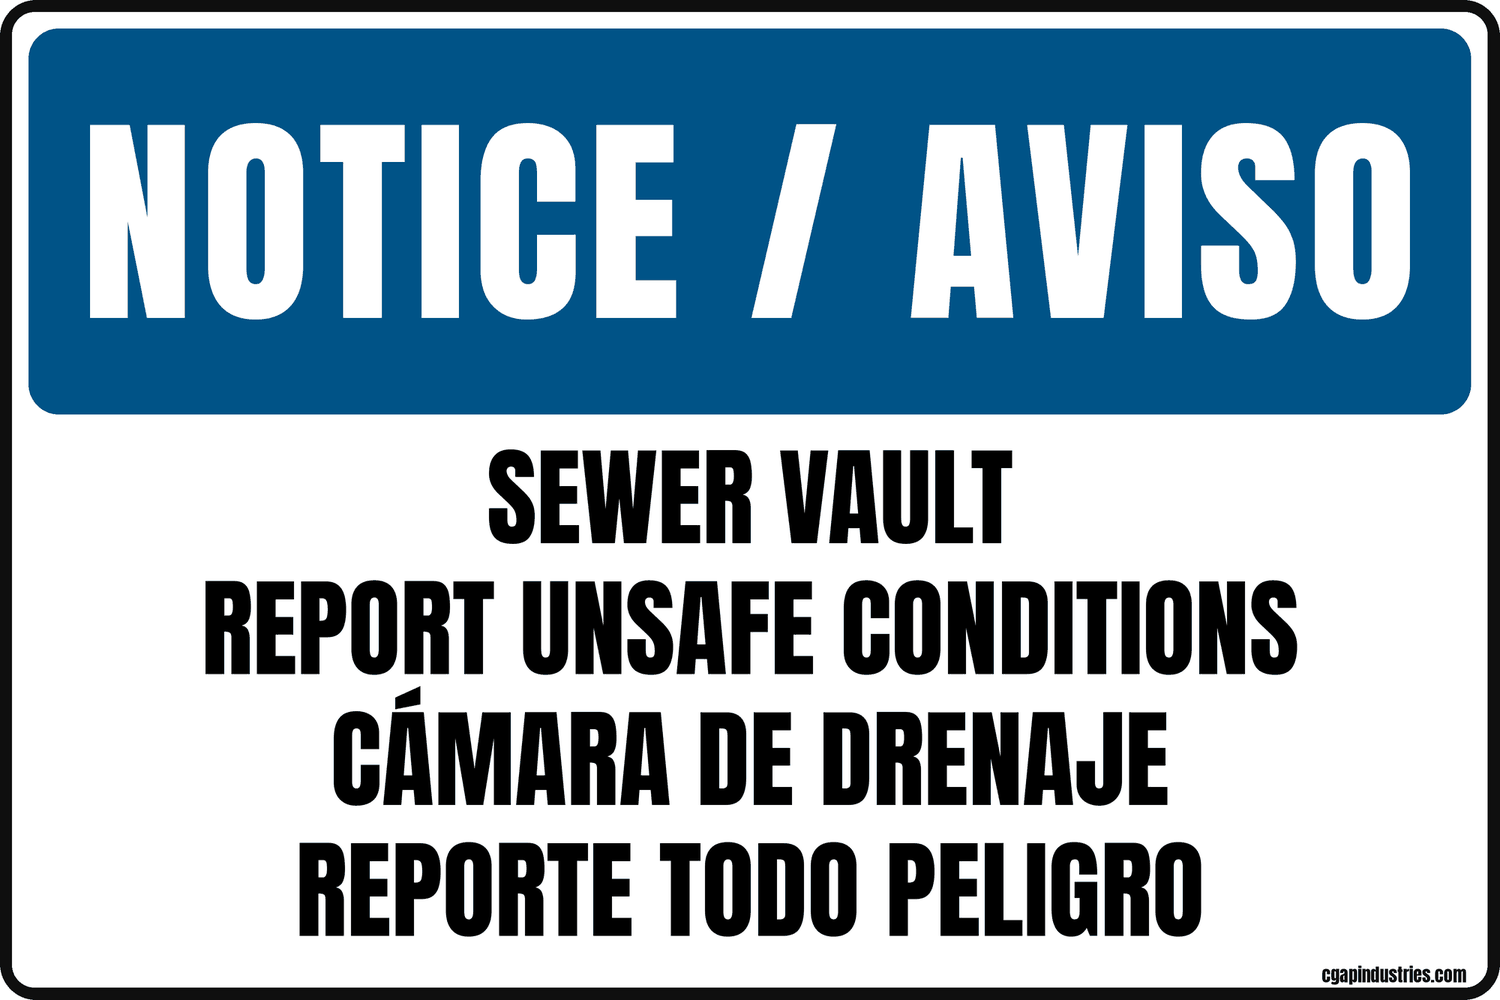 NOTICE / AVISO
SEWER VAULT
REPORT UNSAFE CONDITIONS
CÁMARA DE DRENAJE
REPORTE TODO PELIGRO
cgapindustries.com